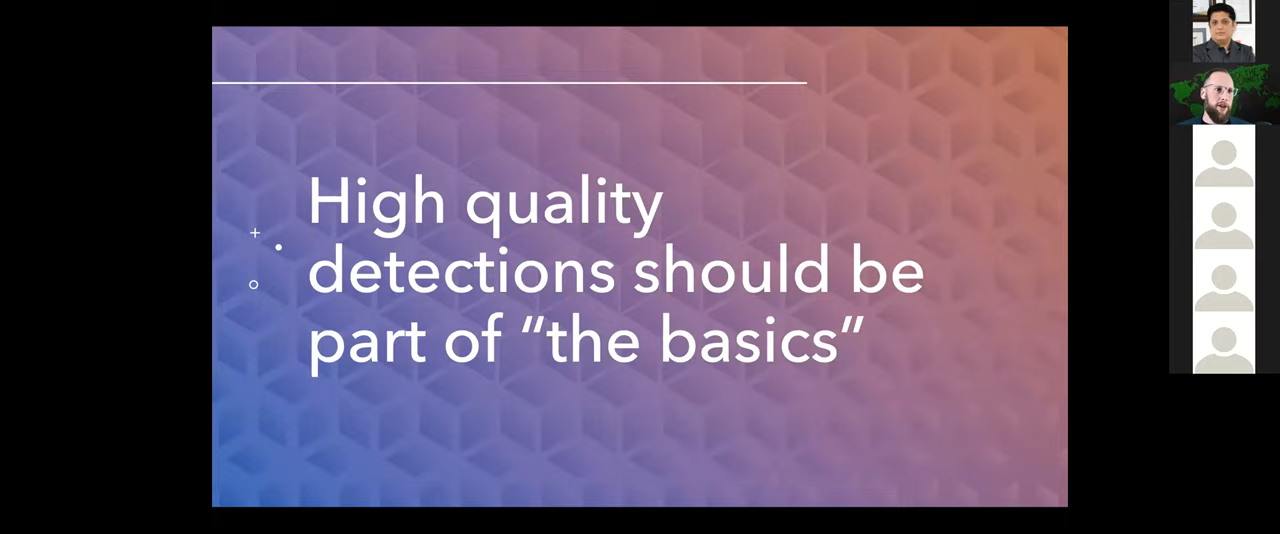 High quality
detections should be
part of “the basics”